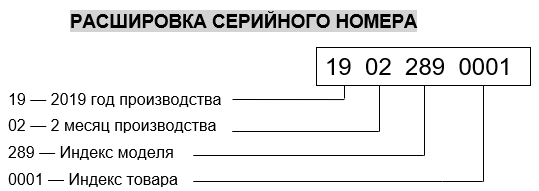 РАСШИРОВКА СЕРИЙНОГО НОМЕРА
19 02 289 0001
19 — 2019 год производства
02 — 2 месяц производства
289 — Индекс моделя
0001 — Индекс товара